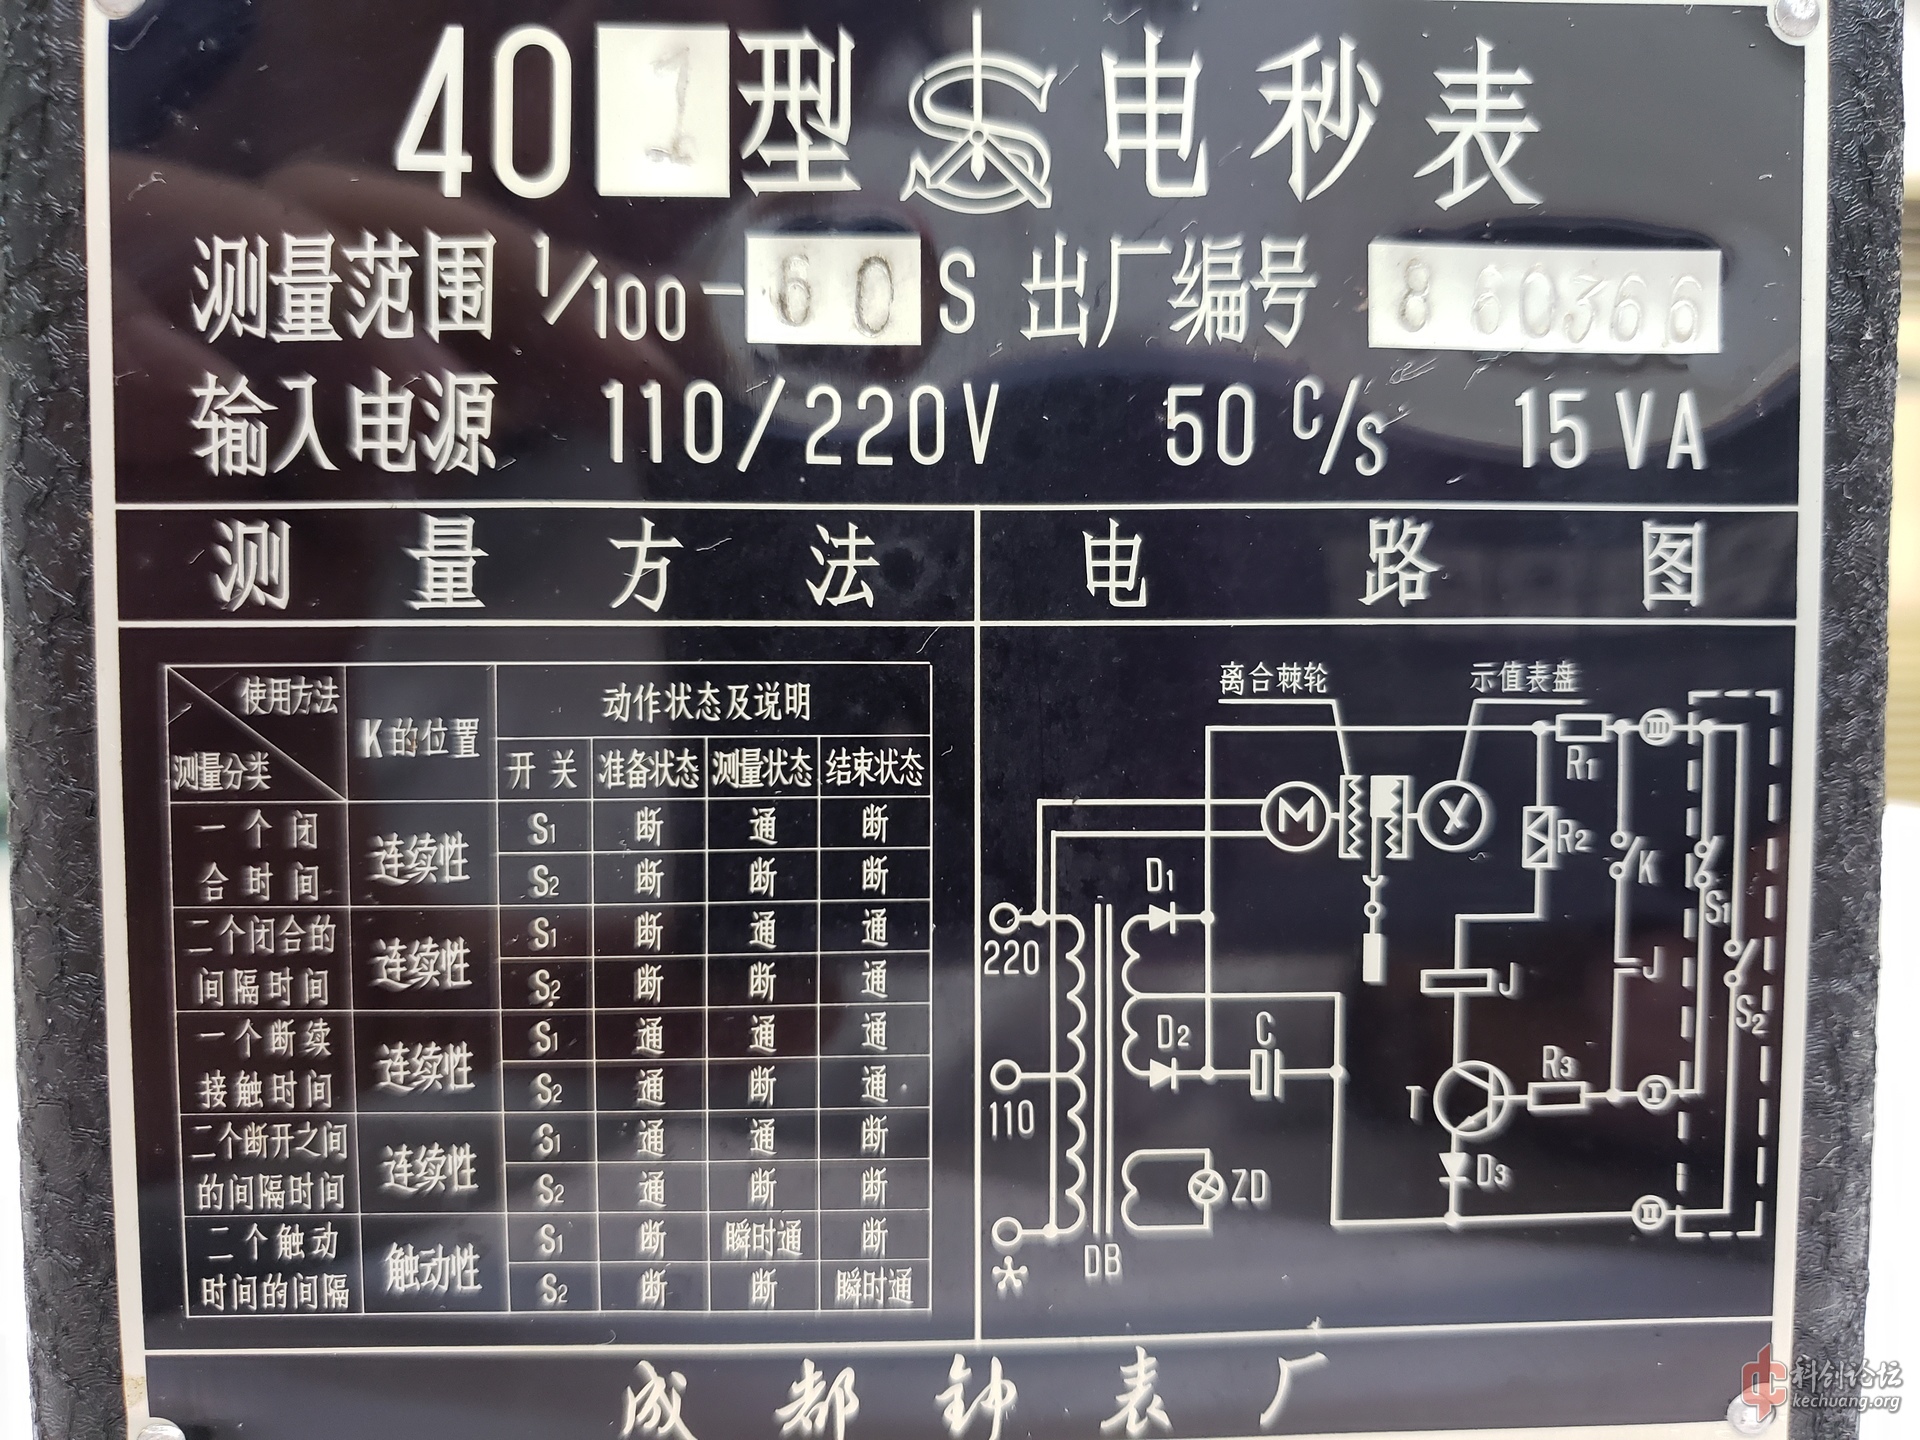 401型 电秒表
测量范围 1/100-60S 出厂编号 860366
输入电源 110/220V 50 C/S 15VA
测量方法 电路图
使用方法
测量分类
K的位置
动作状态及说明
开关 准备状态 测量状态 结束状态
一个闭合时间 连续性 S1 断 通 断
S2 断 断 断
二个闭合的间隔时间 连续性 S1 断 通 通
S2 断 断 通
一个断续接触时间 连续性 S1 通 通 通
S2 通 断 通
二个断开之间的间隔时间 连续性 S1 通 通 断
S2 通 断 断
二个触动时间的间隔 触动性 S1 断 瞬时通 断
S2 断 断 瞬时通
离合棘轮 示值表盘
R1 III
M
R2 K
D1
S1
220
J J
S2
D2 C
R3 I
110 T
D3
ZD
II
DB
*
成都钟表厂
科创论坛
kechuang.org